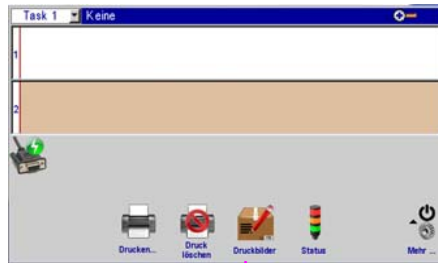 Task 1 Keine
1
2
Drucken...
Druck löschen
Druckbilder
Status
Mehr ...